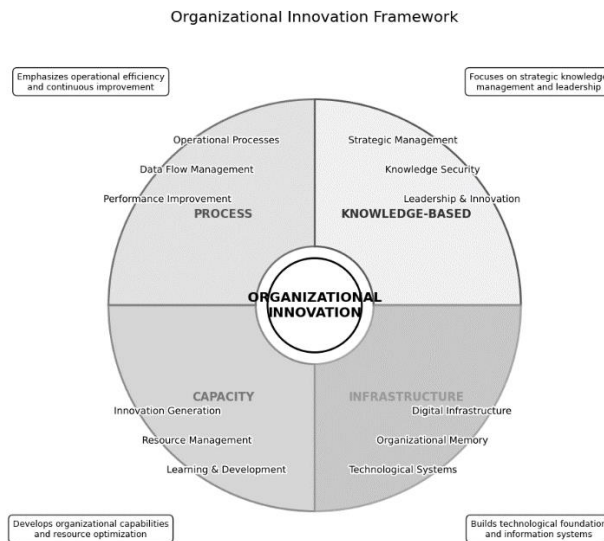 Organizational Innovation Framework
Emphasizes operational efficiency
and continuous improvement
Focuses on strategic knowledge
management and leadership
Operational Processes
Data Flow Management
Performance Improvement
PROCESS
Strategic Management
Knowledge Security
Leadership & Innovation
KNOWLEDGE-BASED
ORGANIZATIONAL
INNOVATION
CAPACITY
Innovation Generation
Resource Management
Learning & Development
INFRASTRUCTURE
Digital Infrastructure
Organizational Memory
Technological Systems
Develops organizational capabilities
and resource optimization
Builds technological foundation
and information systems